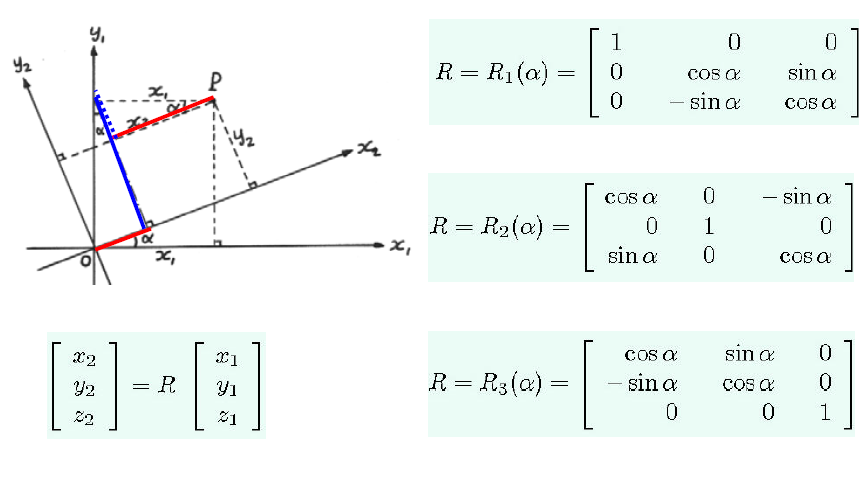 y₁
y₂
x₁
P
α
α
x₂
y₂
x₂
α
O
x₁
x₁
R = R₁(α) = [ 1 0 0
0 cos α sin α
0 − sin α cos α ]
R = R₂(α) = [ cos α 0 − sin α
0 1 0
sin α 0 cos α ]
[ x₂
y₂
z₂ ] = R [ x₁
y₁
z₁ ]
R = R₃(α) = [ cos α sin α 0
− sin α cos α 0
0 0 1 ]